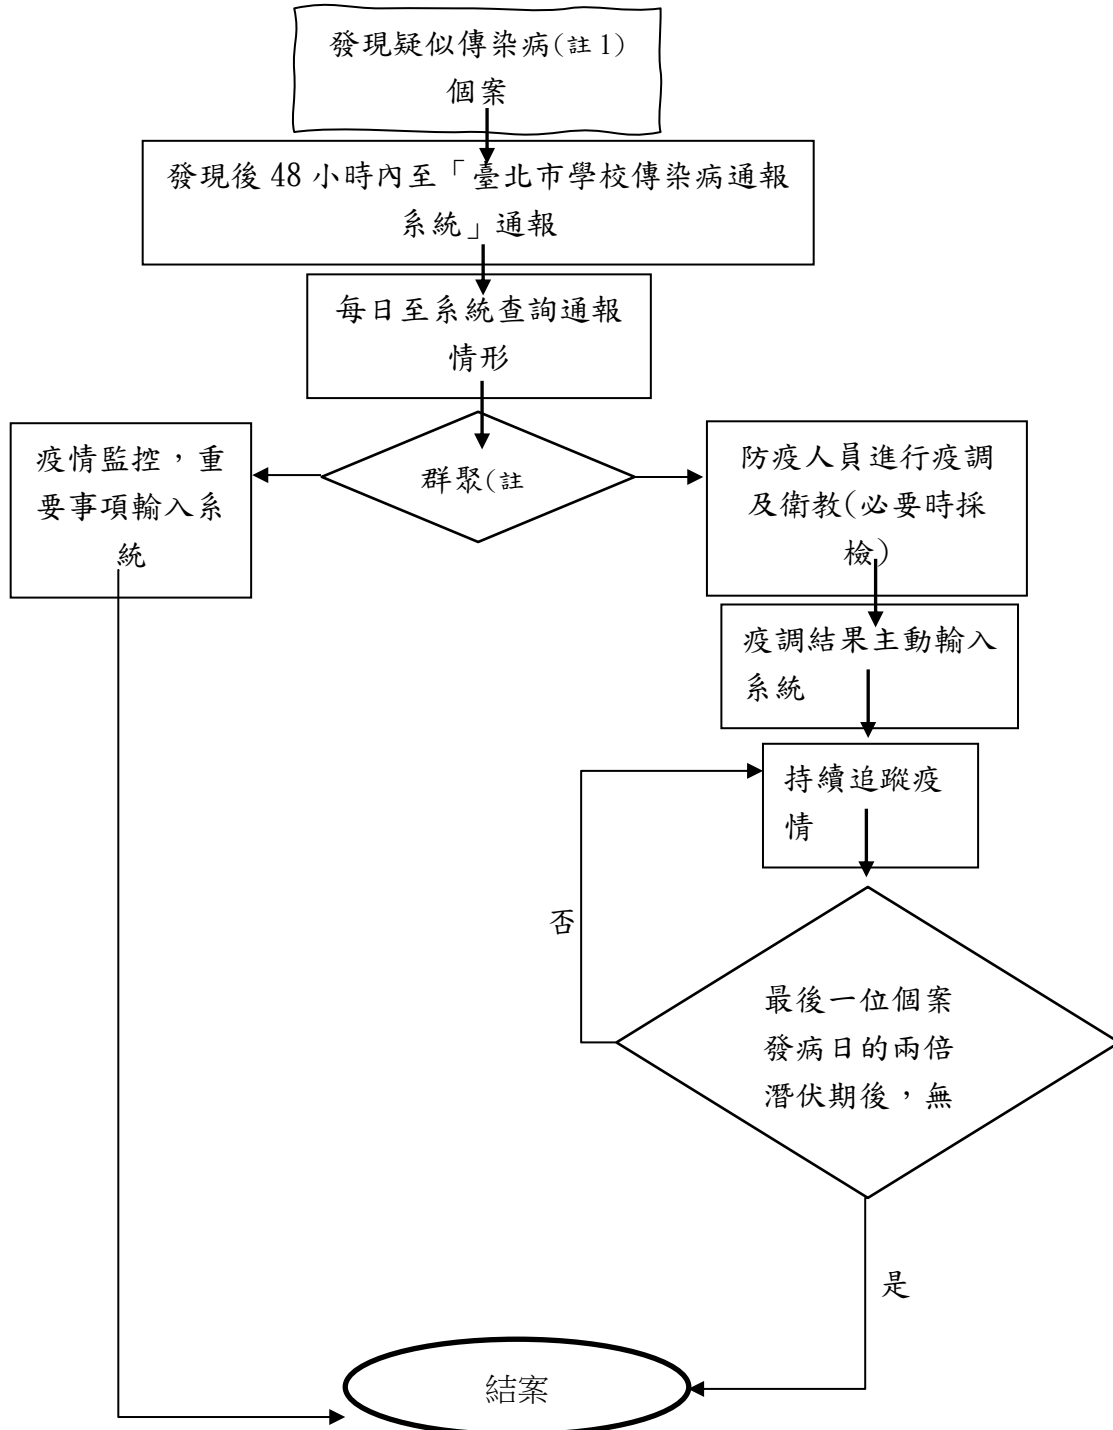 發現疑似傳染病(註 1)
個案
發現後 48 小時內至「臺北市學校傳染病通報
系統」通報
每日至系統查詢通報
情形
群聚(註
疫情監控，重
要事項輸入系
統
防疫人員進行疫調
及衛教(必要時採
檢)
疫調結果主動輸入
系統
持續追蹤疫
情
否
最後一位個案
發病日的兩倍
潛伏期後，無
是
結案